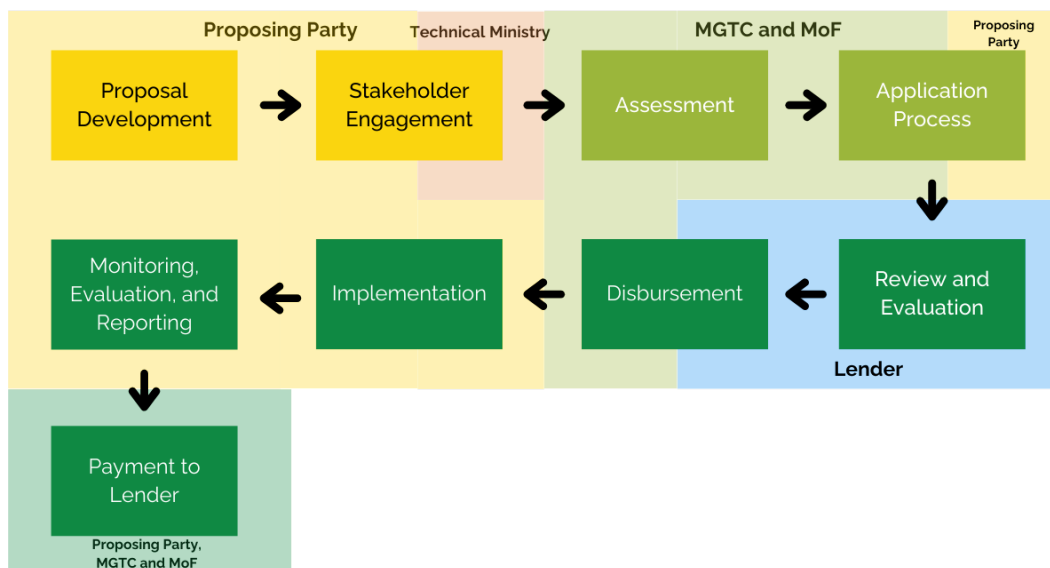 Proposing Party
Technical Ministry
MGTC and MoF
Proposing
Party
Proposal
Development
Stakeholder
Engagement
Assessment
Application
Process
Monitoring,
Evaluation, and
Reporting
Implementation
Disbursement
Review and
Evaluation
Lender
Payment to
Lender
Proposing Party,
MGTC and MoF